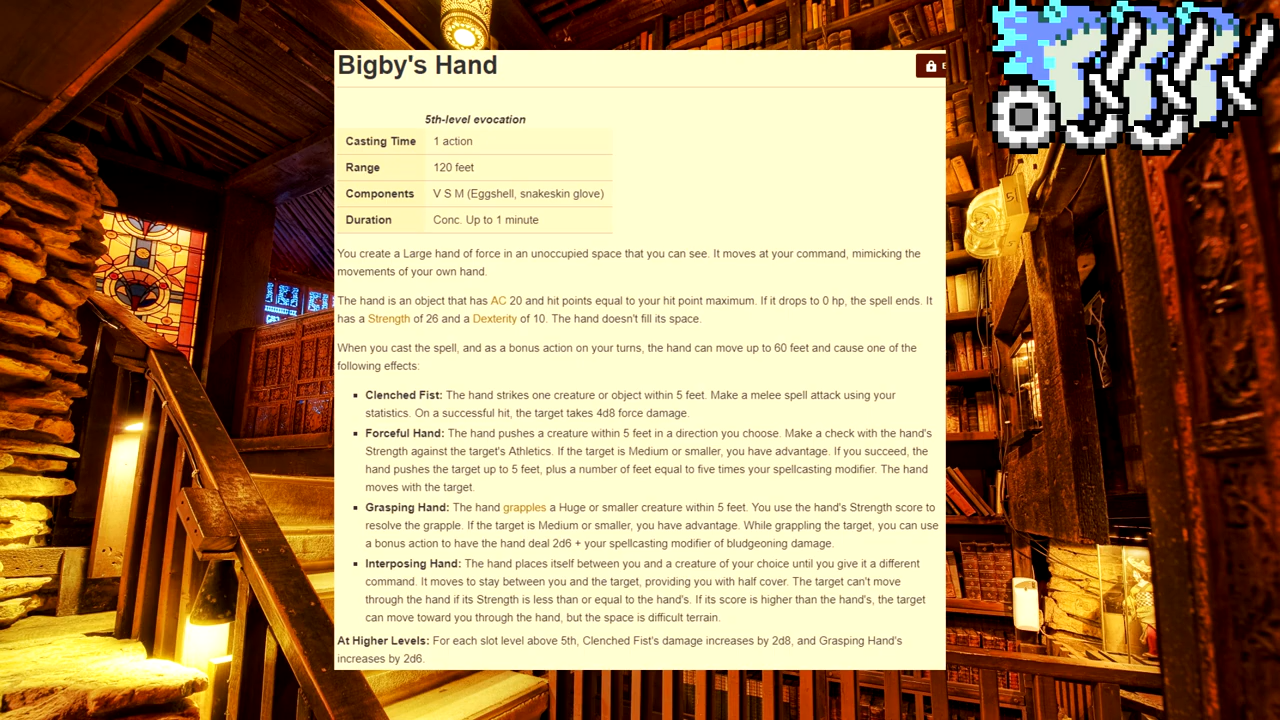 Bigby's Hand
5th-level evocation
Casting Time 1 action
Range 120 feet
Components V S M (Eggshell, snakeskin glove)
Duration Conc. Up to 1 minute
You create a Large hand of force in an unoccupied space that you can see. It moves at your command, mimicking the
movements of your own hand.
The hand is an object that has AC 20 and hit points equal to your hit point maximum. If it drops to 0 hp, the spell ends. It
has a Strength of 26 and a Dexterity of 10. The hand doesn't fill its space.
When you cast the spell, and as a bonus action on your turns, the hand can move up to 60 feet and cause one of the
following effects:
Clenched Fist: The hand strikes one creature or object within 5 feet. Make a melee spell attack using your
statistics. On a successful hit, the target takes 4d8 force damage.
Forceful Hand: The hand pushes a creature within 5 feet in a direction you choose. Make a check with the hand's
Strength against the target's Athletics. If the target is Medium or smaller, you have advantage. If you succeed, the
hand pushes the target up to 5 feet, plus a number of feet equal to five times your spellcasting modifier. The hand
moves with the target.
Grasping Hand: The hand grapples a Huge or smaller creature within 5 feet. You use the hand's Strength score to
resolve the grapple. If the target is Medium or smaller, you have advantage. While grappling the target, you can use
a bonus action to have the hand deal 2d6 + your spellcasting modifier of bludgeoning damage.
Interposing Hand: The hand places itself between you and a creature of your choice until you give it a different
command. It moves to stay between you and the target, providing you with half cover. The target can't move
through the hand if its Strength is less than or equal to the hand's. If its score is higher than the hand's, the target
can move toward you through the hand, but the space is difficult terrain.
At Higher Levels: For each slot level above 5th, Clenched Fist's damage increases by 2d8, and Grasping Hand's
increases by 2d6.